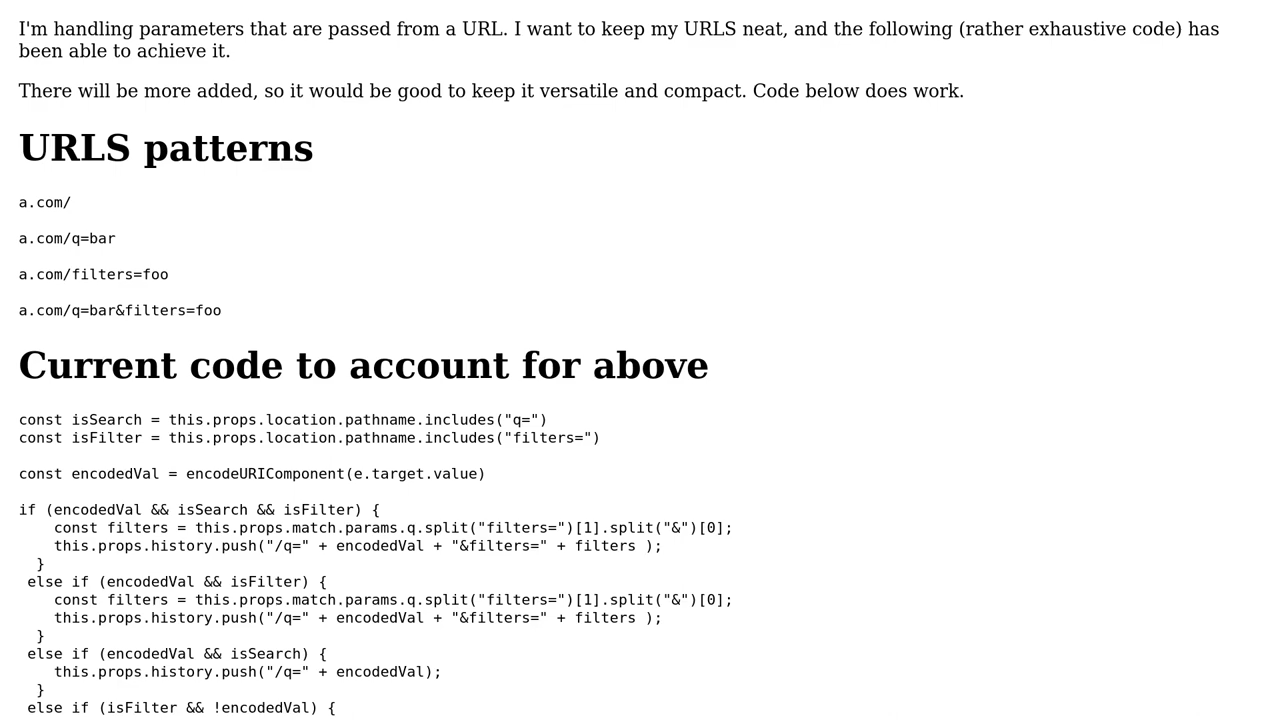 I'm handling parameters that are passed from a URL. I want to keep my URLS neat, and the following (rather exhaustive code) has
been able to achieve it.
There will be more added, so it would be good to keep it versatile and compact. Code below does work.
URLS patterns
a.com/
a.com/q=bar
a.com/filters=foo
a.com/q=bar&filters=foo
Current code to account for above
const isSearch = this.props.location.pathname.includes("q=")
const isFilter = this.props.location.pathname.includes("filters=")
const encodedVal = encodeURIComponent(e.target.value)
if (encodedVal && isSearch && isFilter) {
    const filters = this.props.match.params.q.split("filters=")[1].split("&")[0];
    this.props.history.push("/q=" + encodedVal + "&filters=" + filters );
  }
 else if (encodedVal && isFilter) {
    const filters = this.props.match.params.q.split("filters=")[1].split("&")[0];
    this.props.history.push("/q=" + encodedVal + "&filters=" + filters );
  }
 else if (encodedVal && isSearch) {
    this.props.history.push("/q=" + encodedVal);
  }
 else if (isFilter && !encodedVal) {